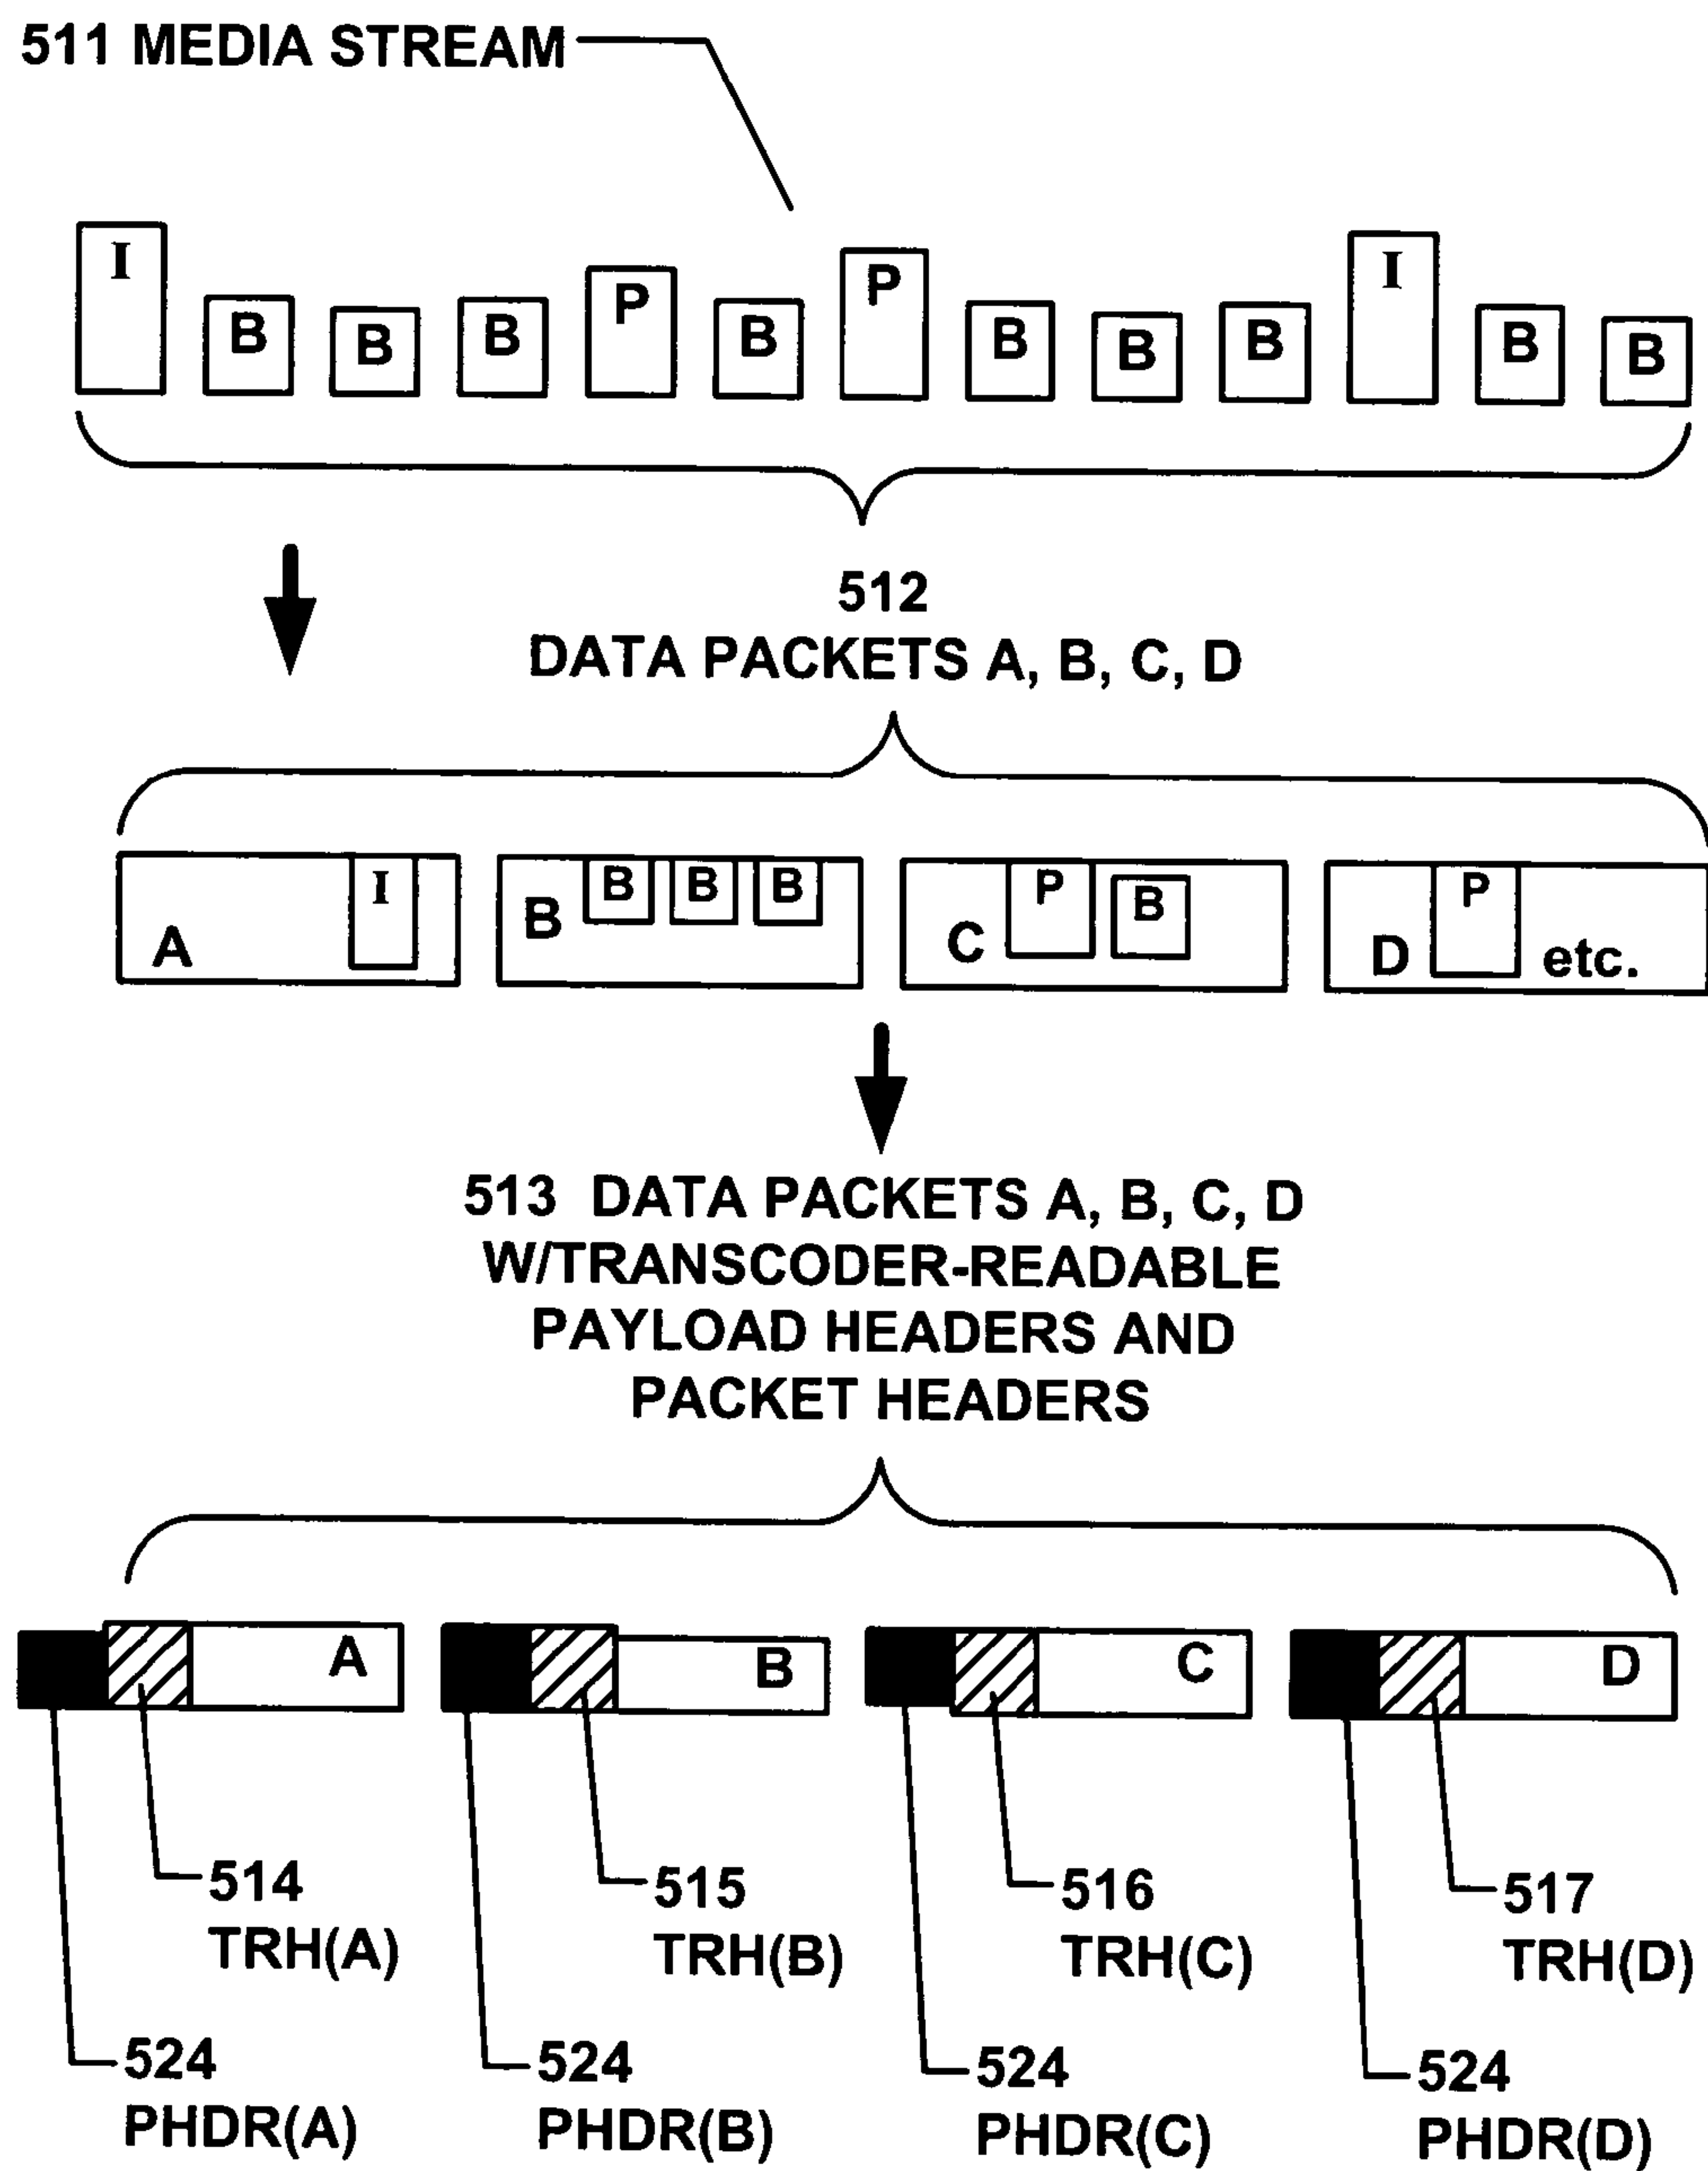 511 MEDIA STREAM
I B B B P B P B B B I B B
512
DATA PACKETS A, B, C, D
A I B B B B C P B D P etc.
513 DATA PACKETS A, B, C, D
W/TRANSCODER-READABLE
PAYLOAD HEADERS AND
PACKET HEADERS
A B C D
514 515 516 517
TRH(A) TRH(B) TRH(C) TRH(D)
524 524 524 524
PHDR(A) PHDR(B) PHDR(C) PHDR(D)